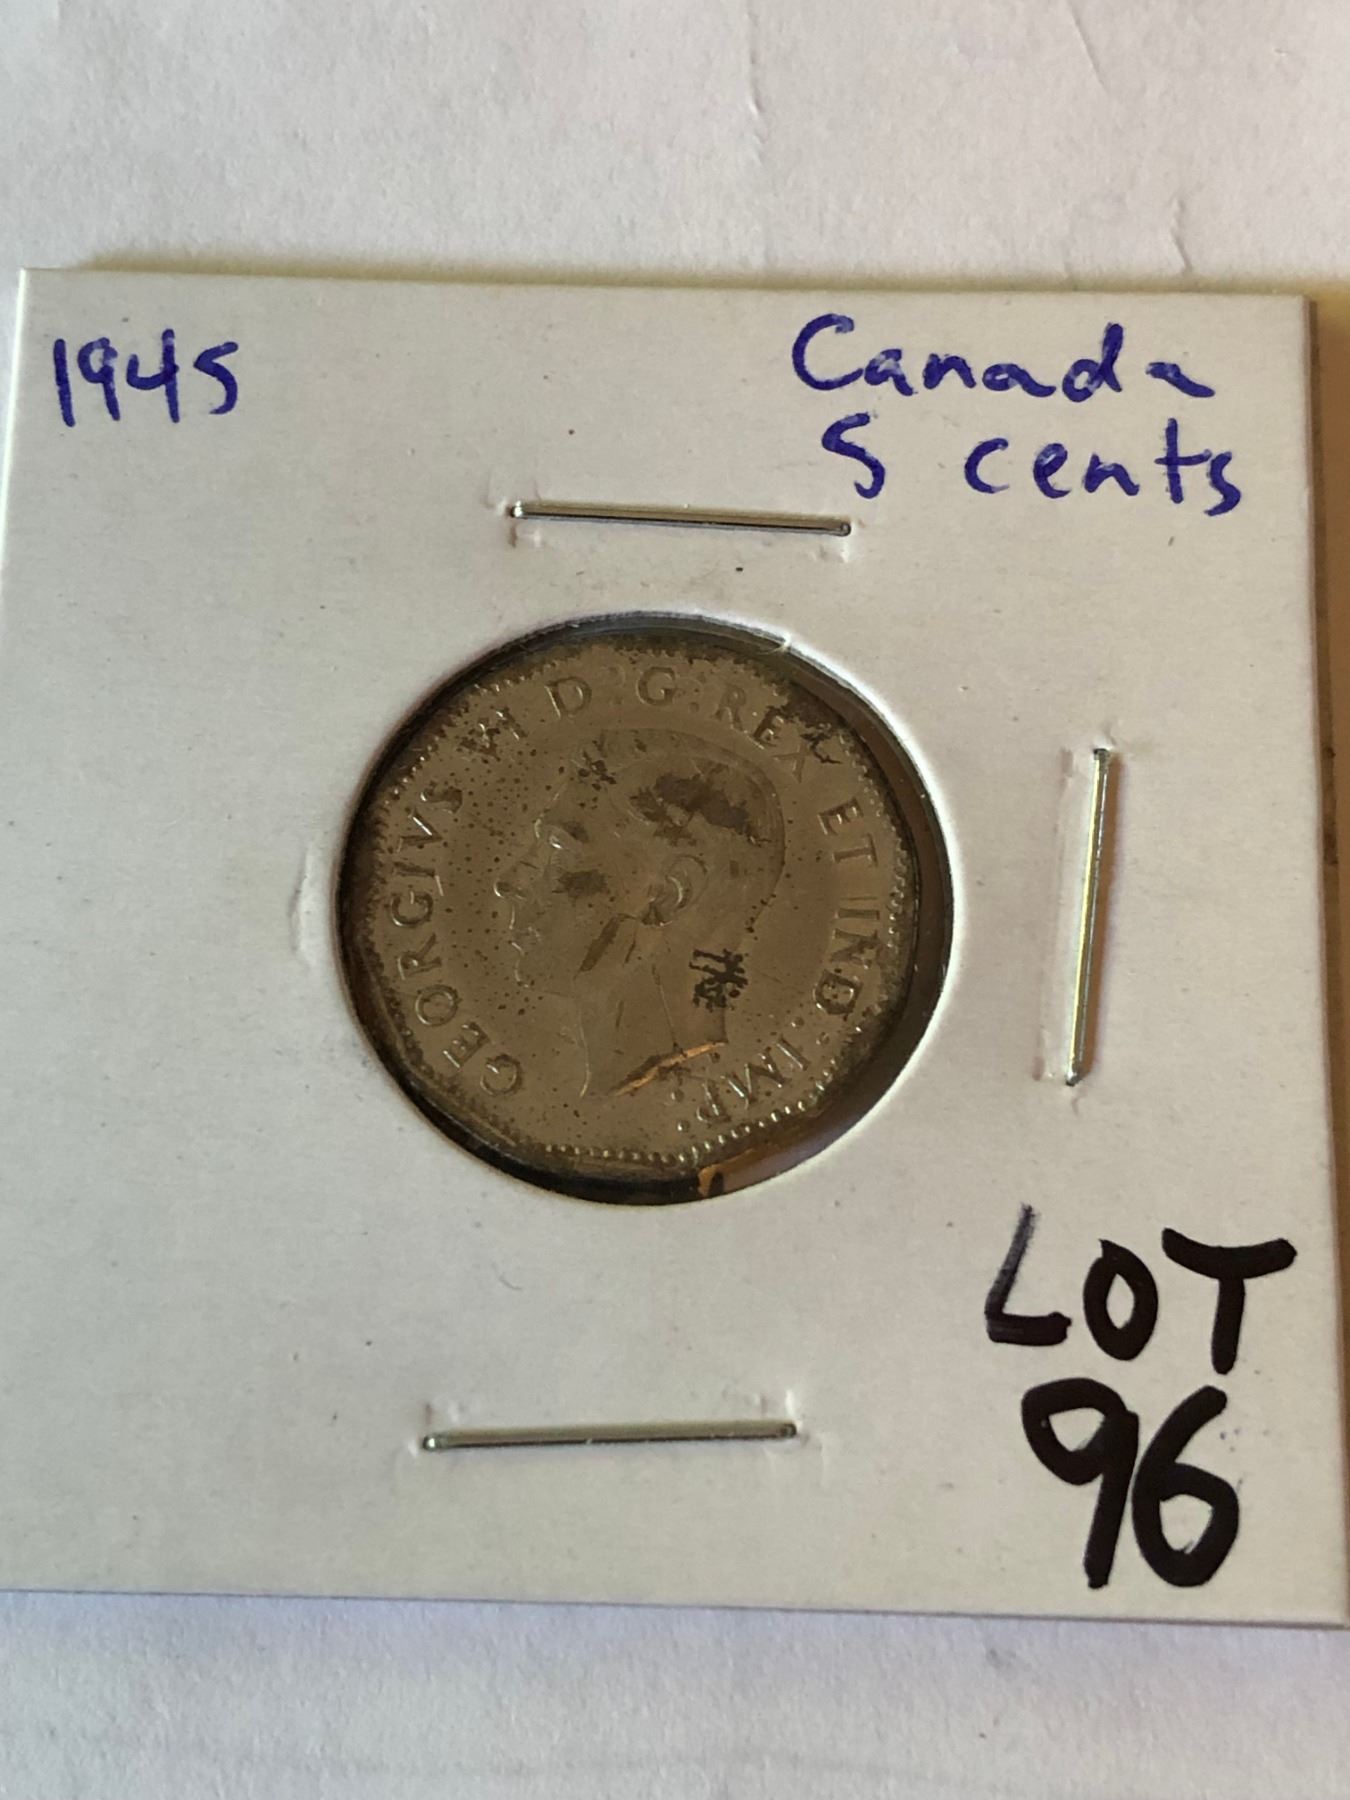 1945
Canada
5 cents
GEORGIVS VI D:G:REX ET IND:IMP:
LOT
96